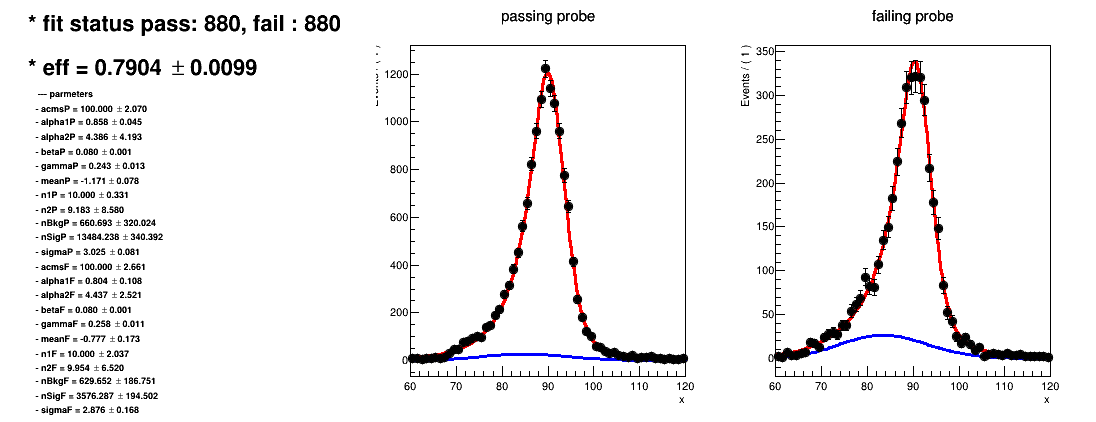 * fit status pass: 880, fail : 880
* eff = 0.7904 ± 0.0099
--- parmeters
- acmsP = 100.000 ± 2.070
- alpha1P = 0.858 ± 0.045
- alpha2P = 4.386 ± 4.193
- betaP = 0.080 ± 0.001
- gammaP = 0.243 ± 0.013
- meanP = -1.171 ± 0.078
- n1P = 10.000 ± 0.331
- n2P = 9.183 ± 8.580
- nBkgP = 660.693 ± 320.024
- nSigP = 13484.238 ± 340.392
- sigmaP = 3.025 ± 0.081
- acmsF = 100.000 ± 2.661
- alpha1F = 0.804 ± 0.108
- alpha2F = 4.437 ± 2.521
- betaF = 0.080 ± 0.001
- gammaF = 0.258 ± 0.011
- meanF = -0.777 ± 0.173
- n1F = 10.000 ± 2.037
- n2F = 9.954 ± 6.520
- nBkgF = 629.652 ± 186.751
- nSigF = 3576.287 ± 194.502
- sigmaF = 2.876 ± 0.168
passing probe
1200
1000
800
600
400
200
0
60 70 80 90 100 110 120
x
failing probe
Events / ( 1 )
350
300
250
200
150
100
50
0
60 70 80 90 100 110 120
x